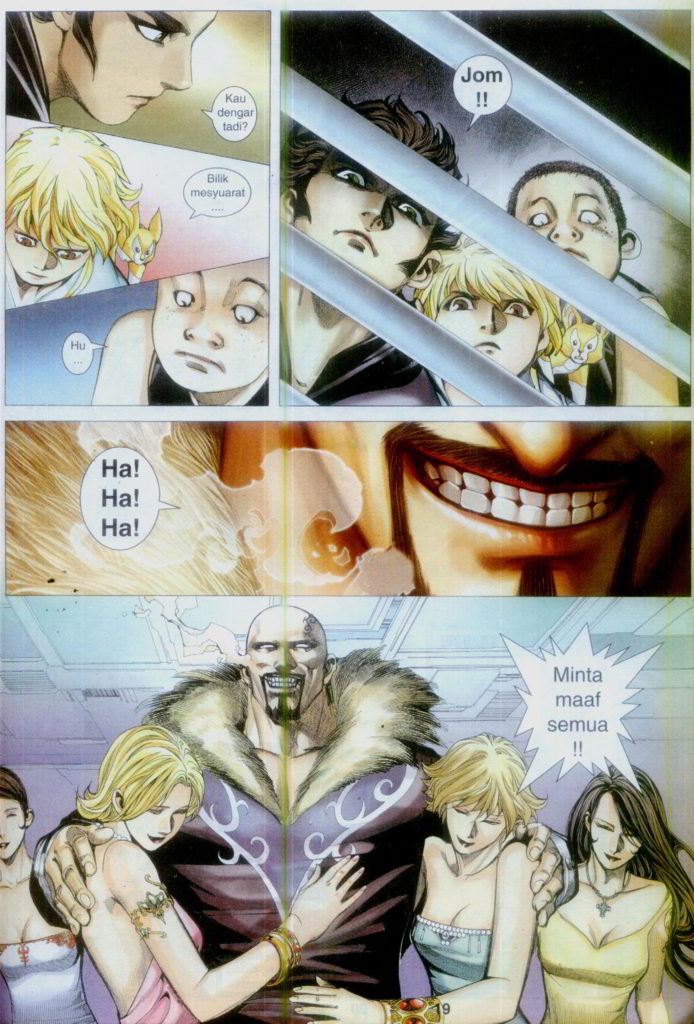 Kau
dengar
tadi?
Bilik
mesyuarat
....
Hu
...
Jom
!!
Ha!
Ha!
Ha!
Minta
maaf
semua
!!
19